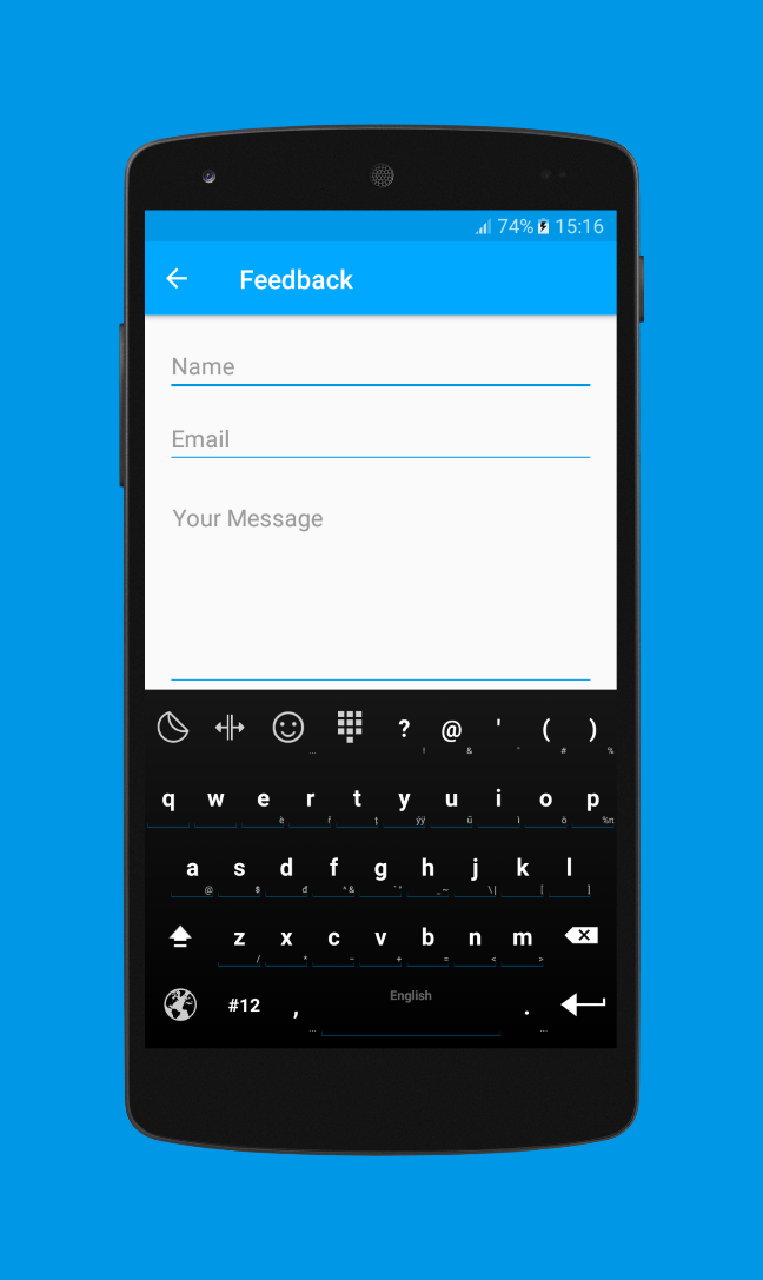 74% 15:16
Feedback
Name
Email
Your Message
? @ ' ( )
! & " # %
q w e r t y u i o p
a s d f g h j k l
@ $ \| { }
z x c v b n m
/ * - + = < >
English
#12 , .